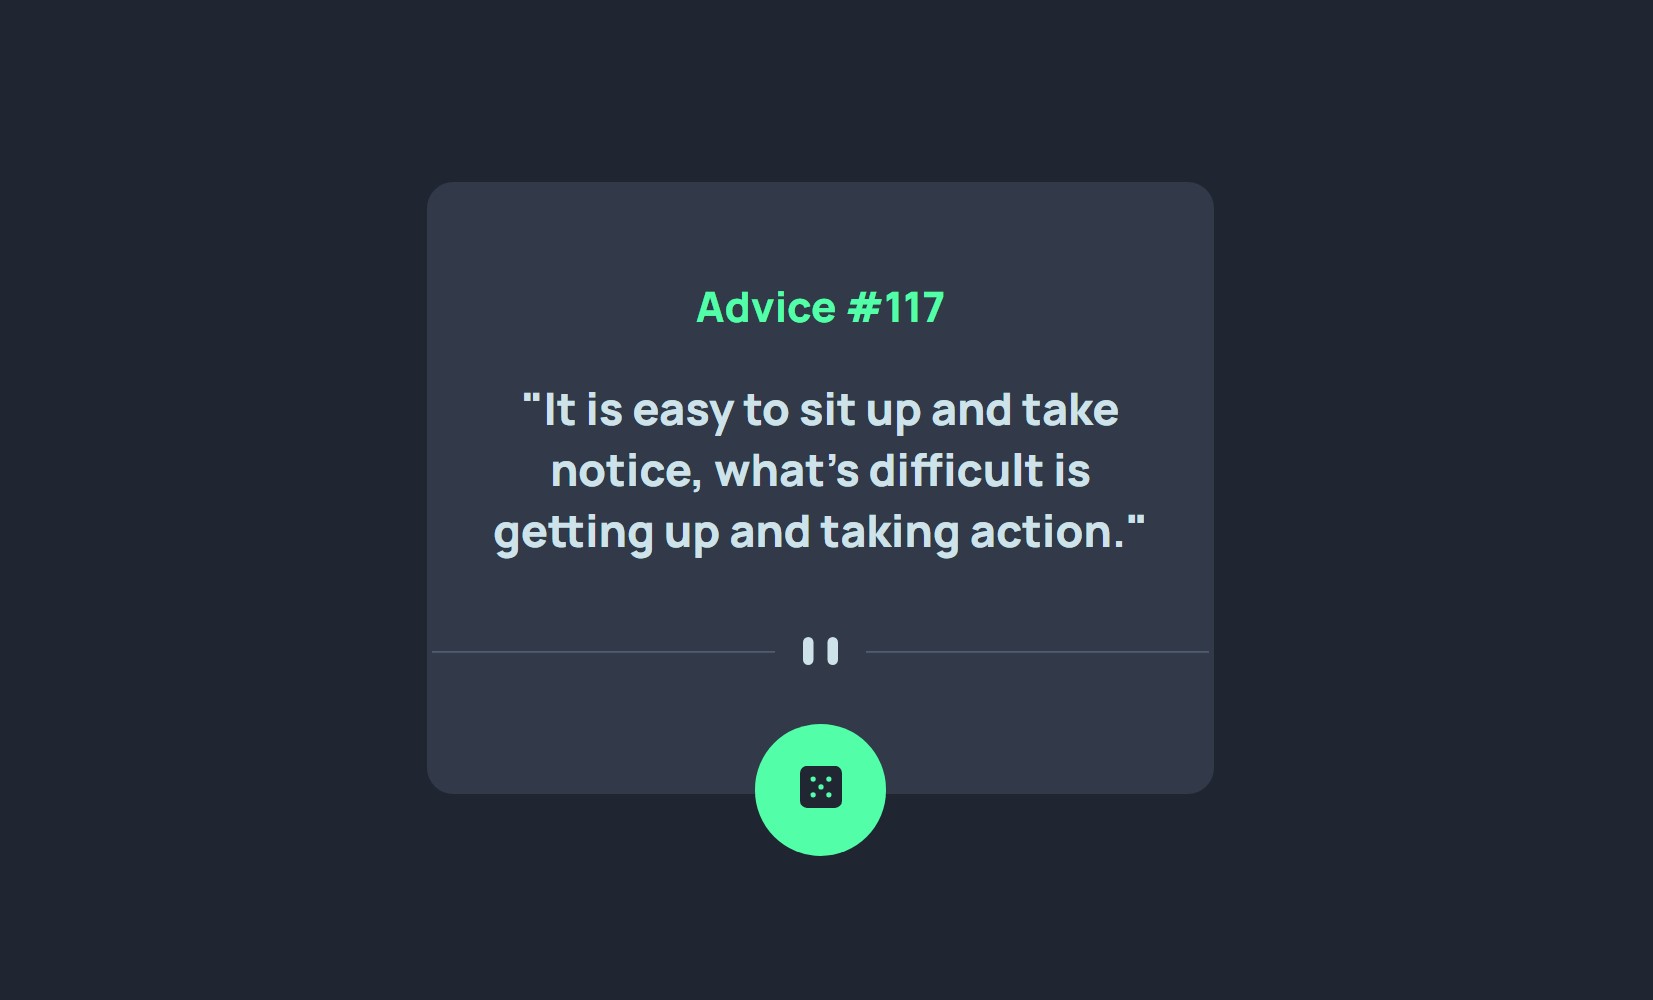 Advice #117
"It is easy to sit up and take
notice, what's difficult is
getting up and taking action."